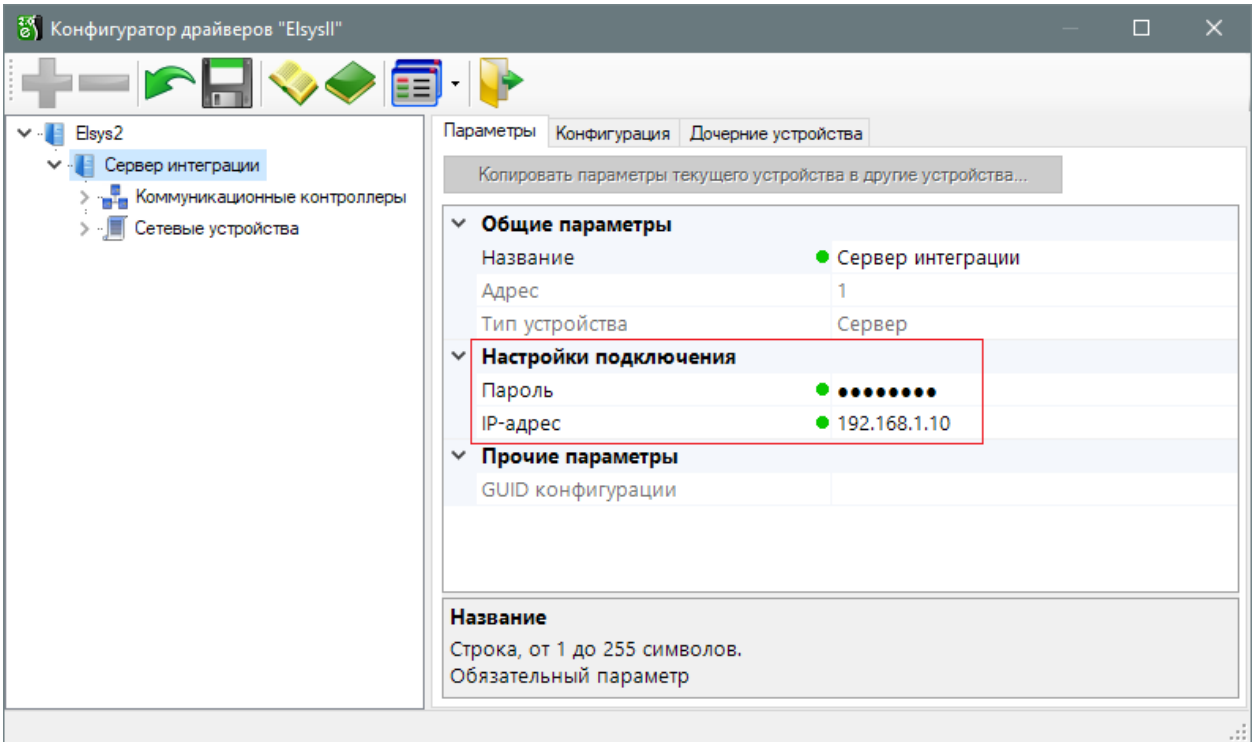 Конфигуратор драйверов "ElsysII"
Elsys2
Сервер интеграции
Коммуникационные контроллеры
Сетевые устройства
Параметры Конфигурация Дочерние устройства
Копировать параметры текущего устройства в другие устройства...
Общие параметры
Название Сервер интеграции
Адрес 1
Тип устройства Сервер
Настройки подключения
Пароль ●●●●●●●●
IP-адрес 192.168.1.10
Прочие параметры
GUID конфигурации
Название
Строка, от 1 до 255 символов.
Обязательный параметр